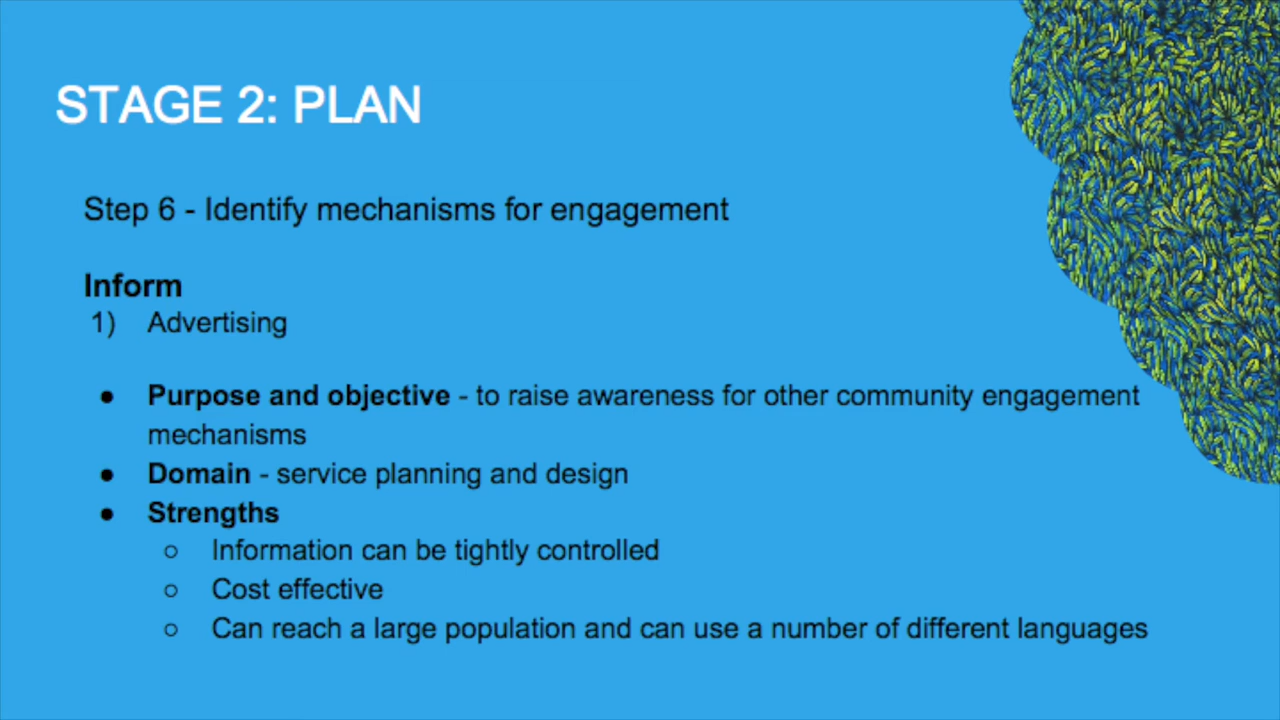 STAGE 2: PLAN
Step 6 - Identify mechanisms for engagement
Inform
1) Advertising
● Purpose and objective - to raise awareness for other community engagement
mechanisms
● Domain - service planning and design
● Strengths
○ Information can be tightly controlled
○ Cost effective
○ Can reach a large population and can use a number of different languages